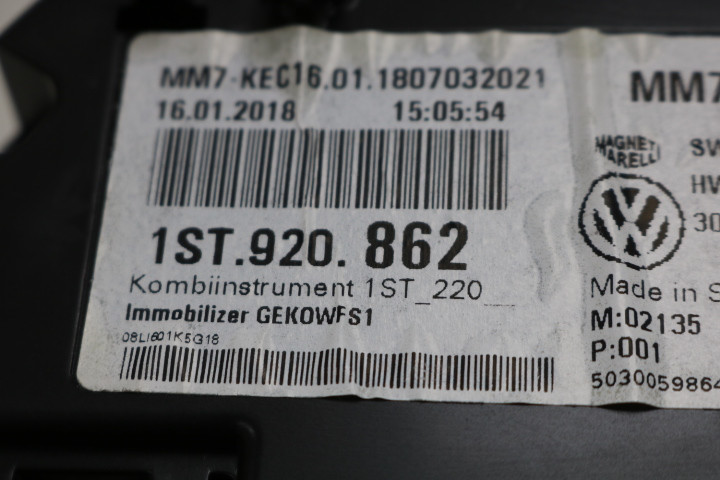 MM7-KEC16.01.1807032021
16.01.2018 15:05:54
1ST.920. 862
Kombiinstrument 1ST_220__
Immobilizer GEKOWFS1
08LI601K5G18
MM7
MAGNETI
MARELLI
SW
HW
30
Made in S
M:02135
P:001
5030059864